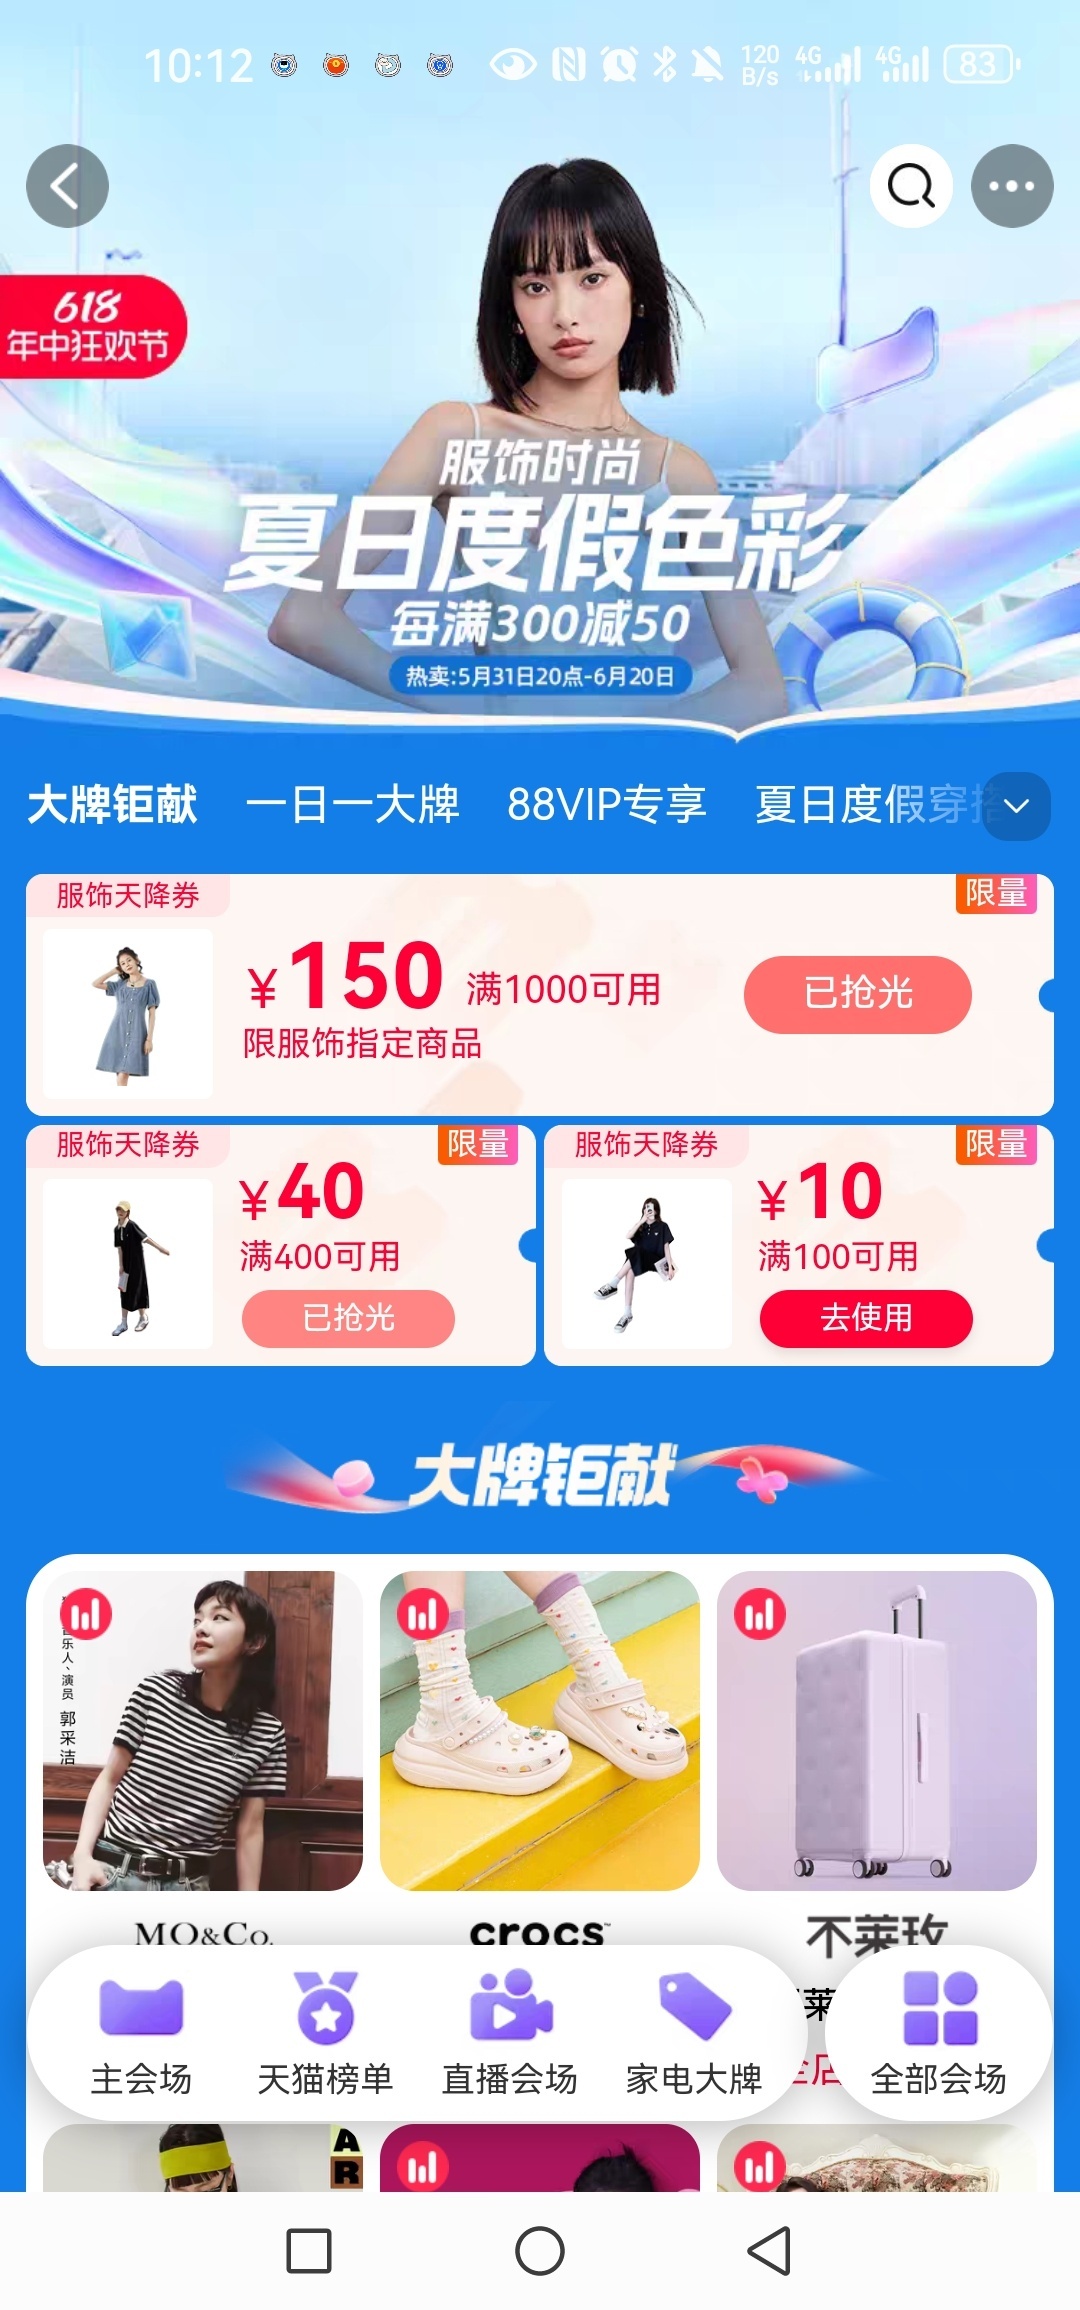 10:12
120
B/s
4G
4G
83
618
年中狂欢节
服饰时尚
夏日度假色彩
每满300减50
热卖:5月31日20点-6月20日
大牌钜献 一日一大牌 88VIP专享 夏日度假穿搭
服饰天降券
限量
¥150 满1000可用
限服饰指定商品
已抢光
服饰天降券
限量
¥40
满400可用
已抢光
服饰天降券
限量
¥10
满100可用
去使用
大牌钜献
乐人、演员
郭采洁
MO&Co.
crocs™
不莱玫
莱
全店
主会场
天猫榜单
直播会场
家电大牌
全部会场
A
R